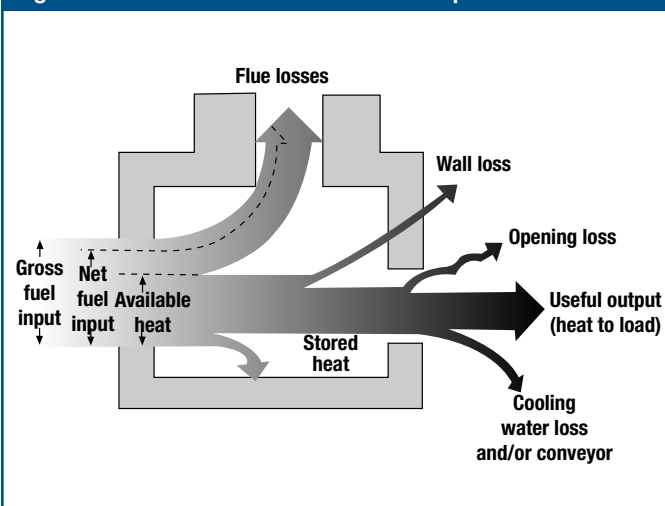 Flue losses
Wall loss
Opening loss
Gross
fuel
input
Net
fuel
input
Available
heat
Useful output
(heat to load)
Stored
heat
Cooling
water loss
and/or conveyor